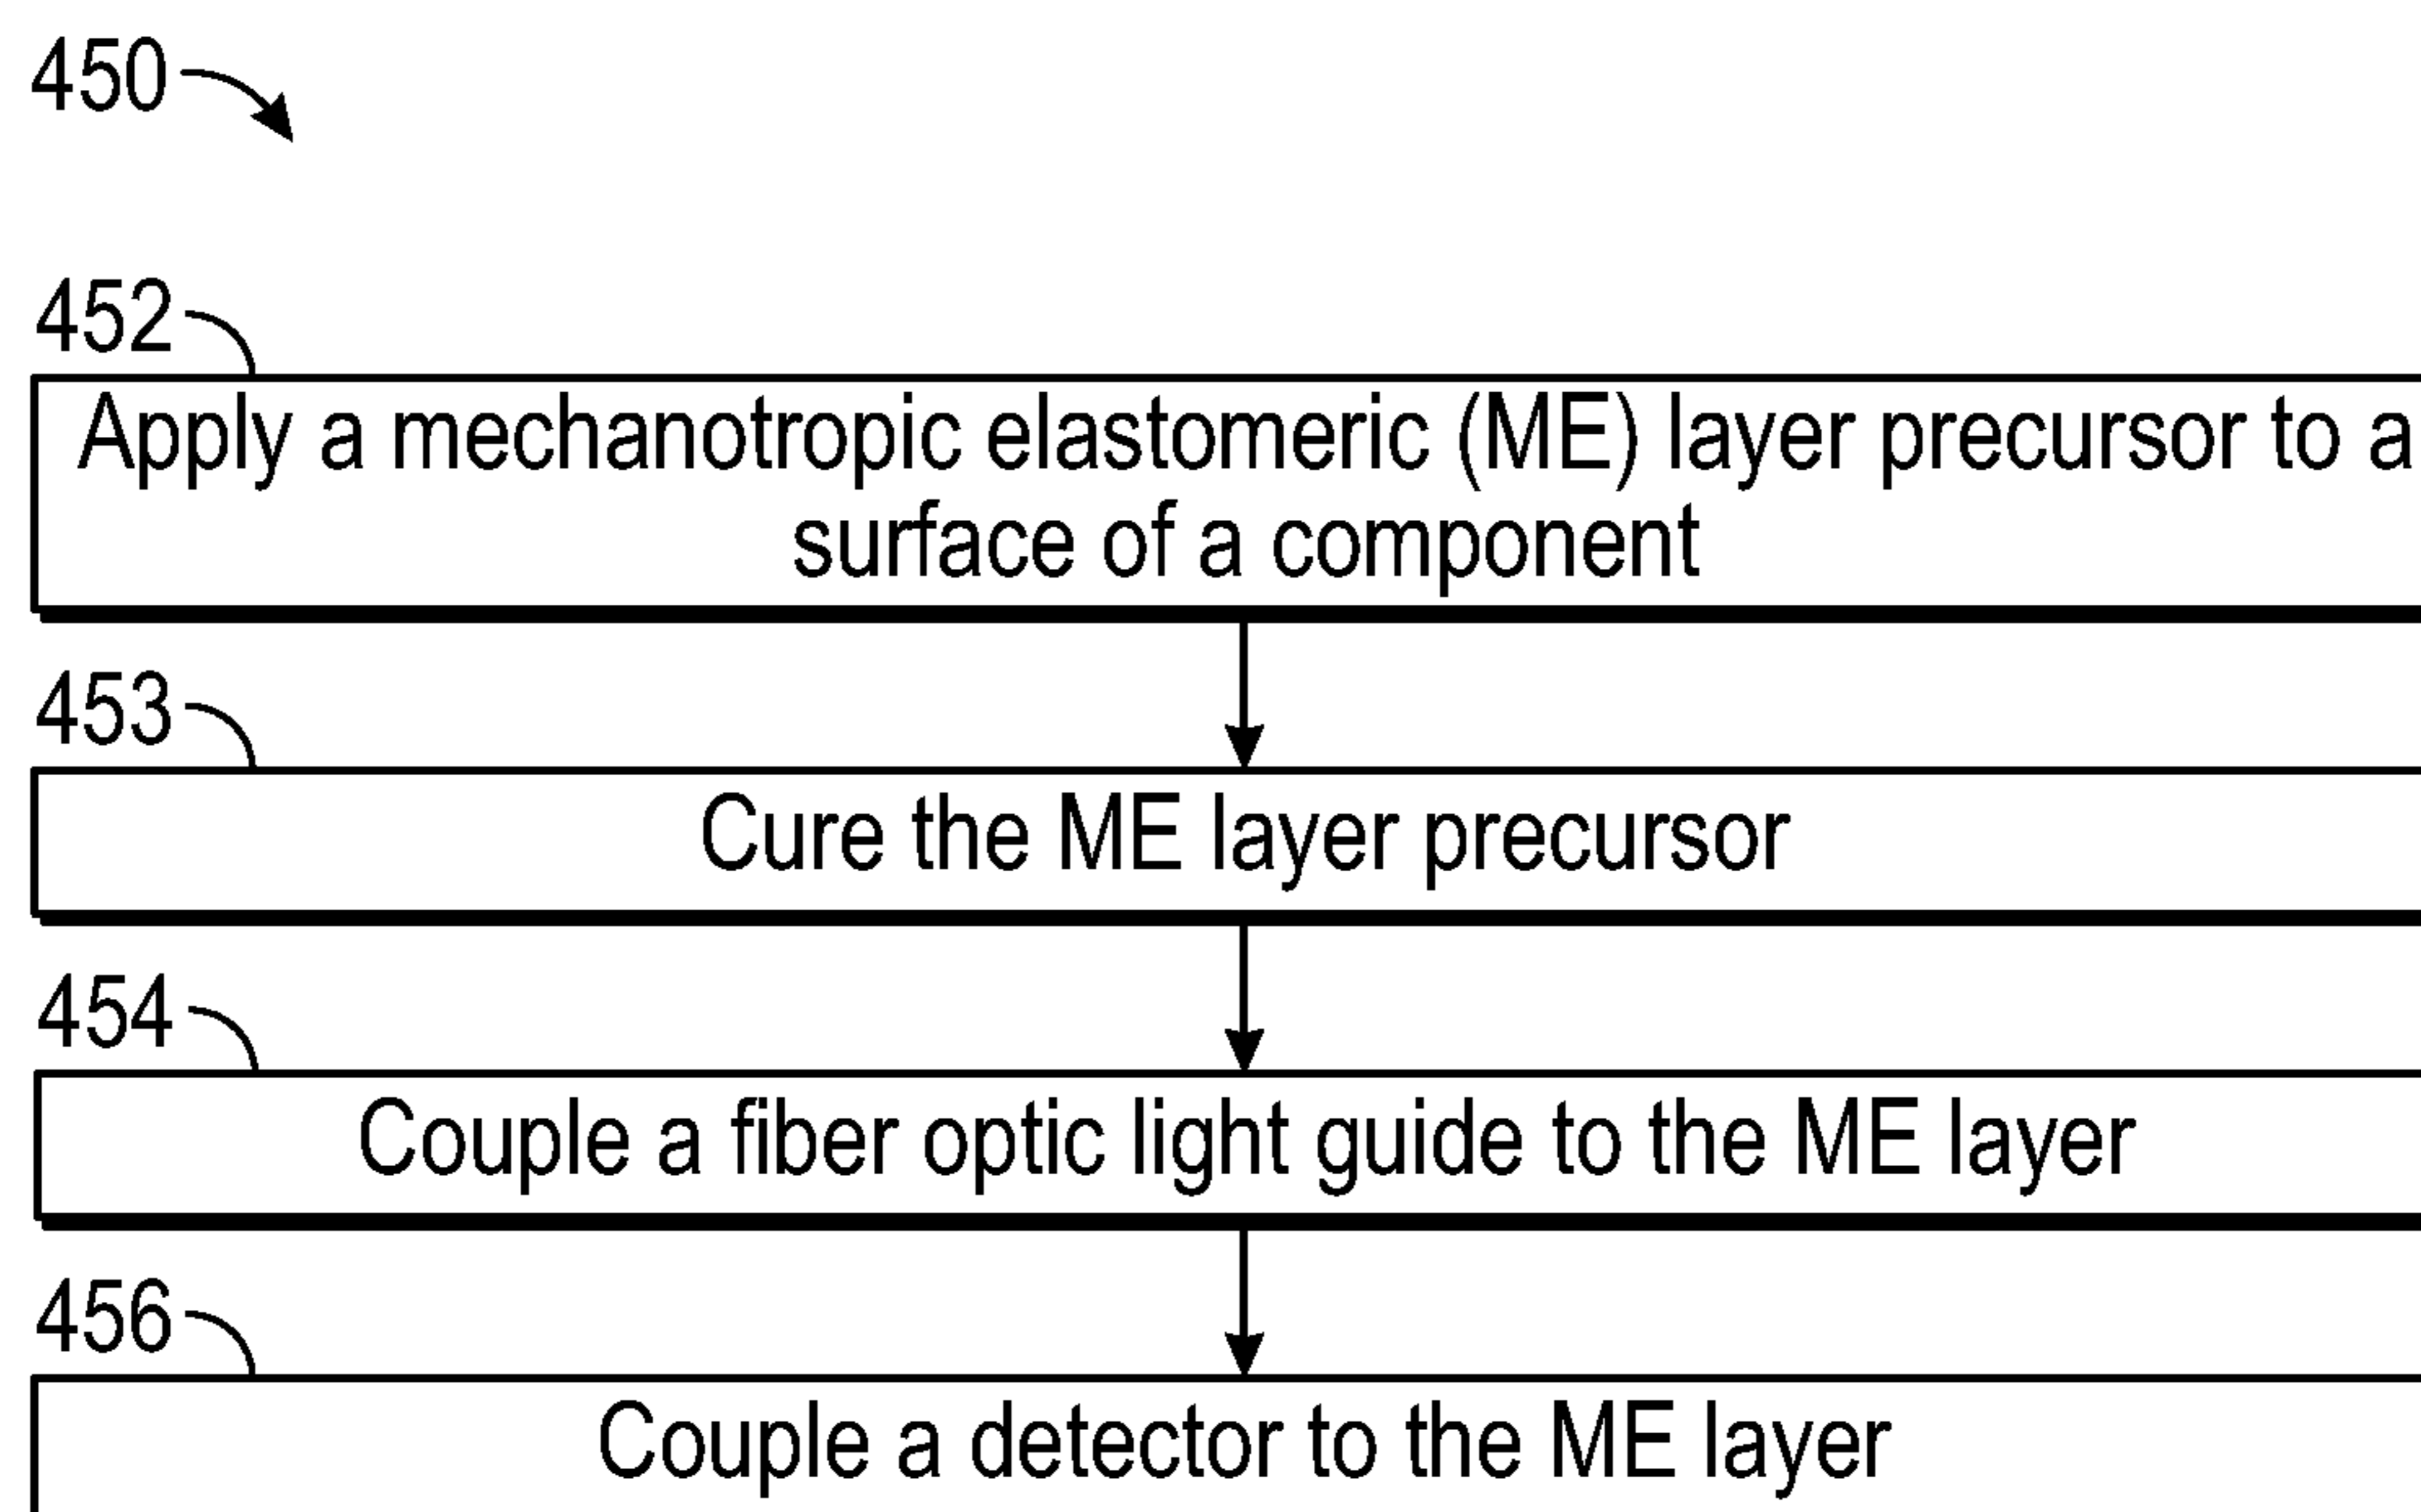 450
452
Apply a mechanotropic elastomeric (ME) layer precursor to a
surface of a component
453
Cure the ME layer precursor
454
Couple a fiber optic light guide to the ME layer
456
Couple a detector to the ME layer